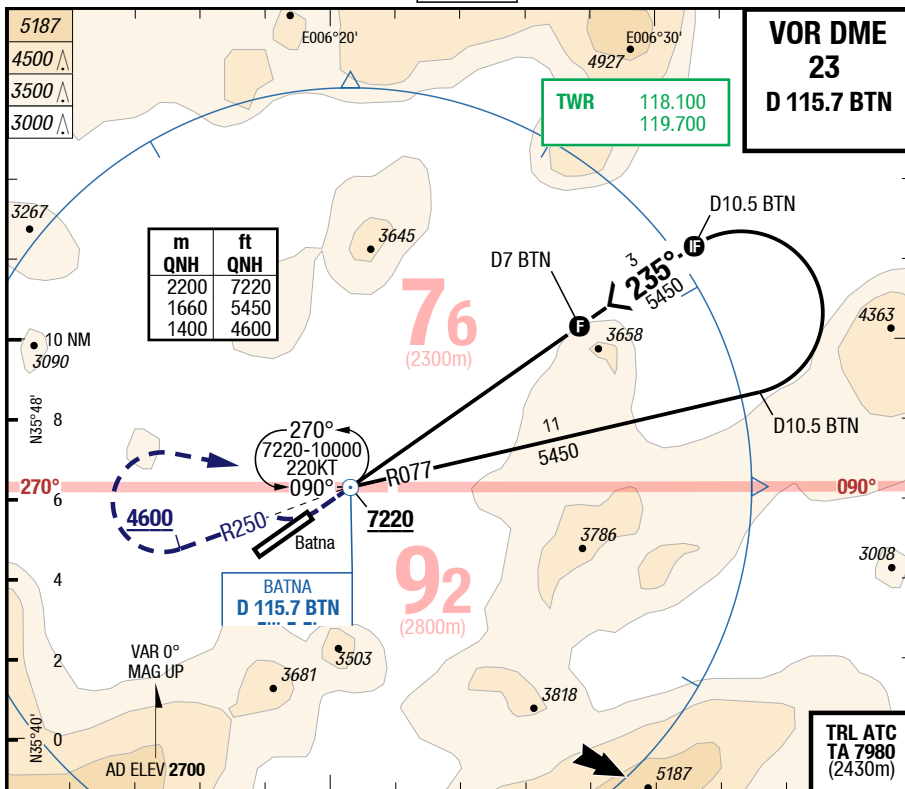 5187
4500
3500
3000
E006°20'
E006°30'
4927
VOR DME
23
D 115.7 BTN
TWR 118.100
119.700
3267
3645
m ft
QNH QNH
2200 7220
1660 5450
1400 4600
D10.5 BTN
IF
D7 BTN
3
235°
5450
F
76
(2300m)
3658
4363
10 NM
3090
N35°48'
8
D10.5 BTN
11
5450
270°
7220-10000
220KT
090°
R077
270°
090°
6
4600
R250
7220
Batna
3786
92
(2800m)
3008
4
BATNA
D 115.7 BTN
VAR 0°
MAG UP
2
3503
3681
3818
N35°40'
0
AD ELEV 2700
5187
TRL ATC
TA 7980
(2430m)